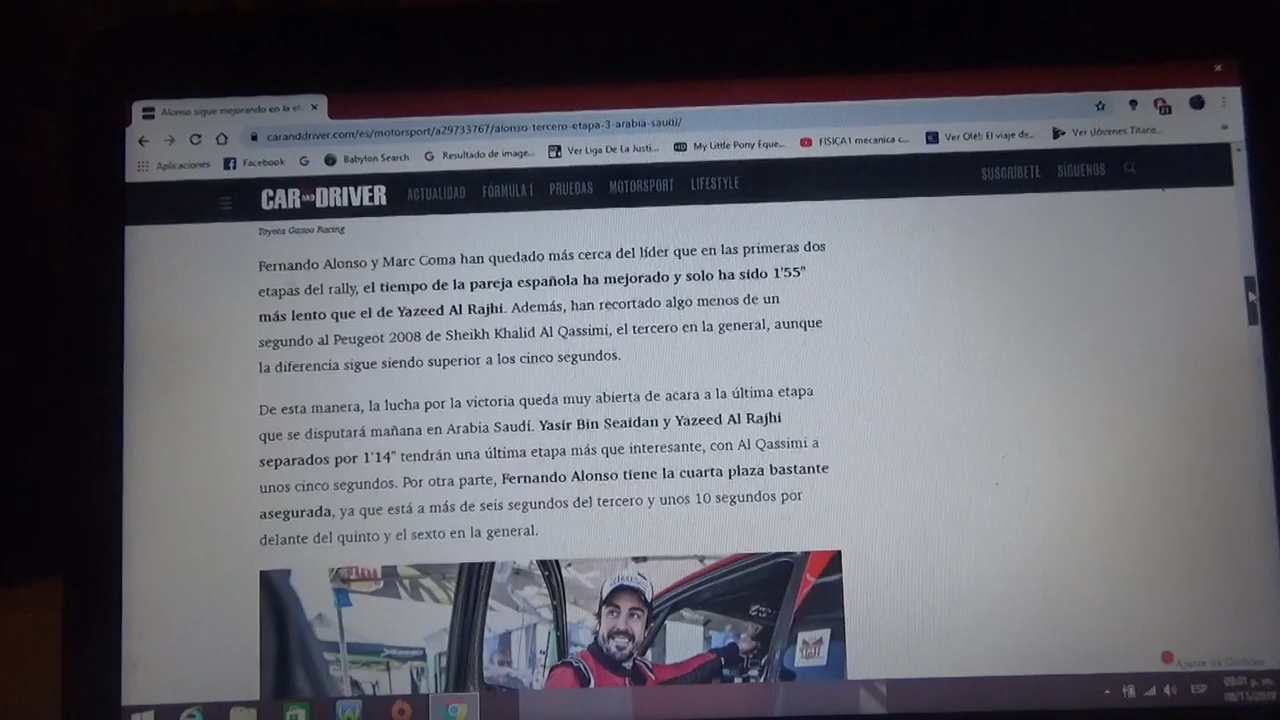 Alonso sigue mejorando en la et
caranddriver.com/es/motorsport/a29733767/alonso-tercero-etapa-3-arabia-saudi/
Aplicaciones Facebook Babylon Search Resultado de image... Ver Liga De La Justi... My Little Pony Eque... FISICA1 mecanica c... Ver Olé!: El viaje de... Ver ¡Jóvenes Titane...
CAR AND DRIVER ACTUALIDAD FÓRMULA 1 PRUEBAS MOTORSPORT LIFESTYLE SUSCRÍBETE SÍGUENOS
Toyota Gazoo Racing
Fernando Alonso y Marc Coma han quedado más cerca del líder que en las primeras dos
etapas del rally, el tiempo de la pareja española ha mejorado y solo ha sido 1'55"
más lento que el de Yazeed Al Rajhi. Además, han recortado algo menos de un
segundo al Peugeot 2008 de Sheikh Khalid Al Qassimi, el tercero en la general, aunque
la diferencia sigue siendo superior a los cinco segundos.
De esta manera, la lucha por la victoria queda muy abierta de acara a la última etapa
que se disputará mañana en Arabia Saudí. Yasir Bin Seaidan y Yazeed Al Rajhi
separados por 1'14" tendrán una última etapa más que interesante, con Al Qassimi a
unos cinco segundos. Por otra parte, Fernando Alonso tiene la cuarta plaza bastante
asegurada, ya que está a más de seis segundos del tercero y unos 10 segundos por
delante del quinto y el sexto en la general.
Ajuste de Cookies
ESP
09:01 p. m.
08/11/2019